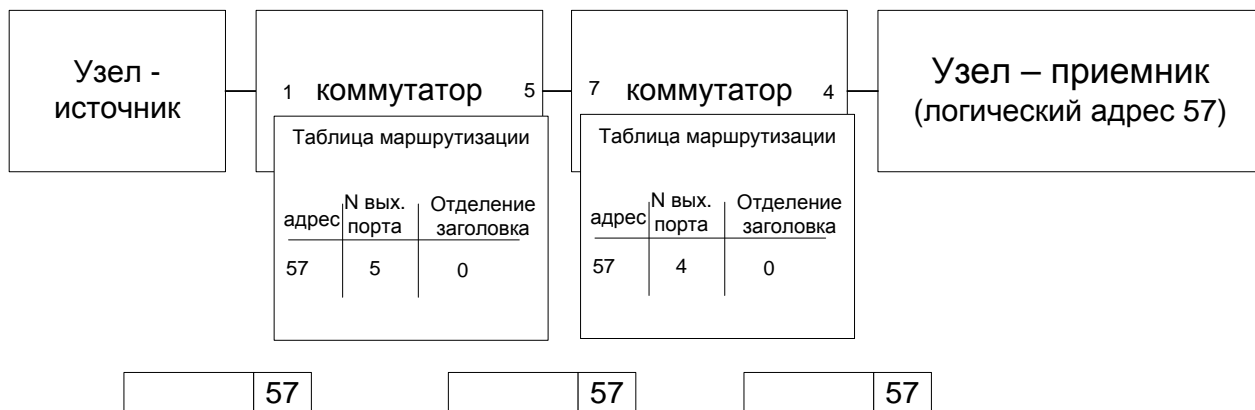 Узел -
источник
1 коммутатор 5
7 коммутатор 4
Узел – приемник
(логический адрес 57)
Таблица маршрутизации
адрес
N вых.
порта
Отделение
заголовка
57 5 0
Таблица маршрутизации
адрес
N вых.
порта
Отделение
заголовка
57 4 0
57
57
57